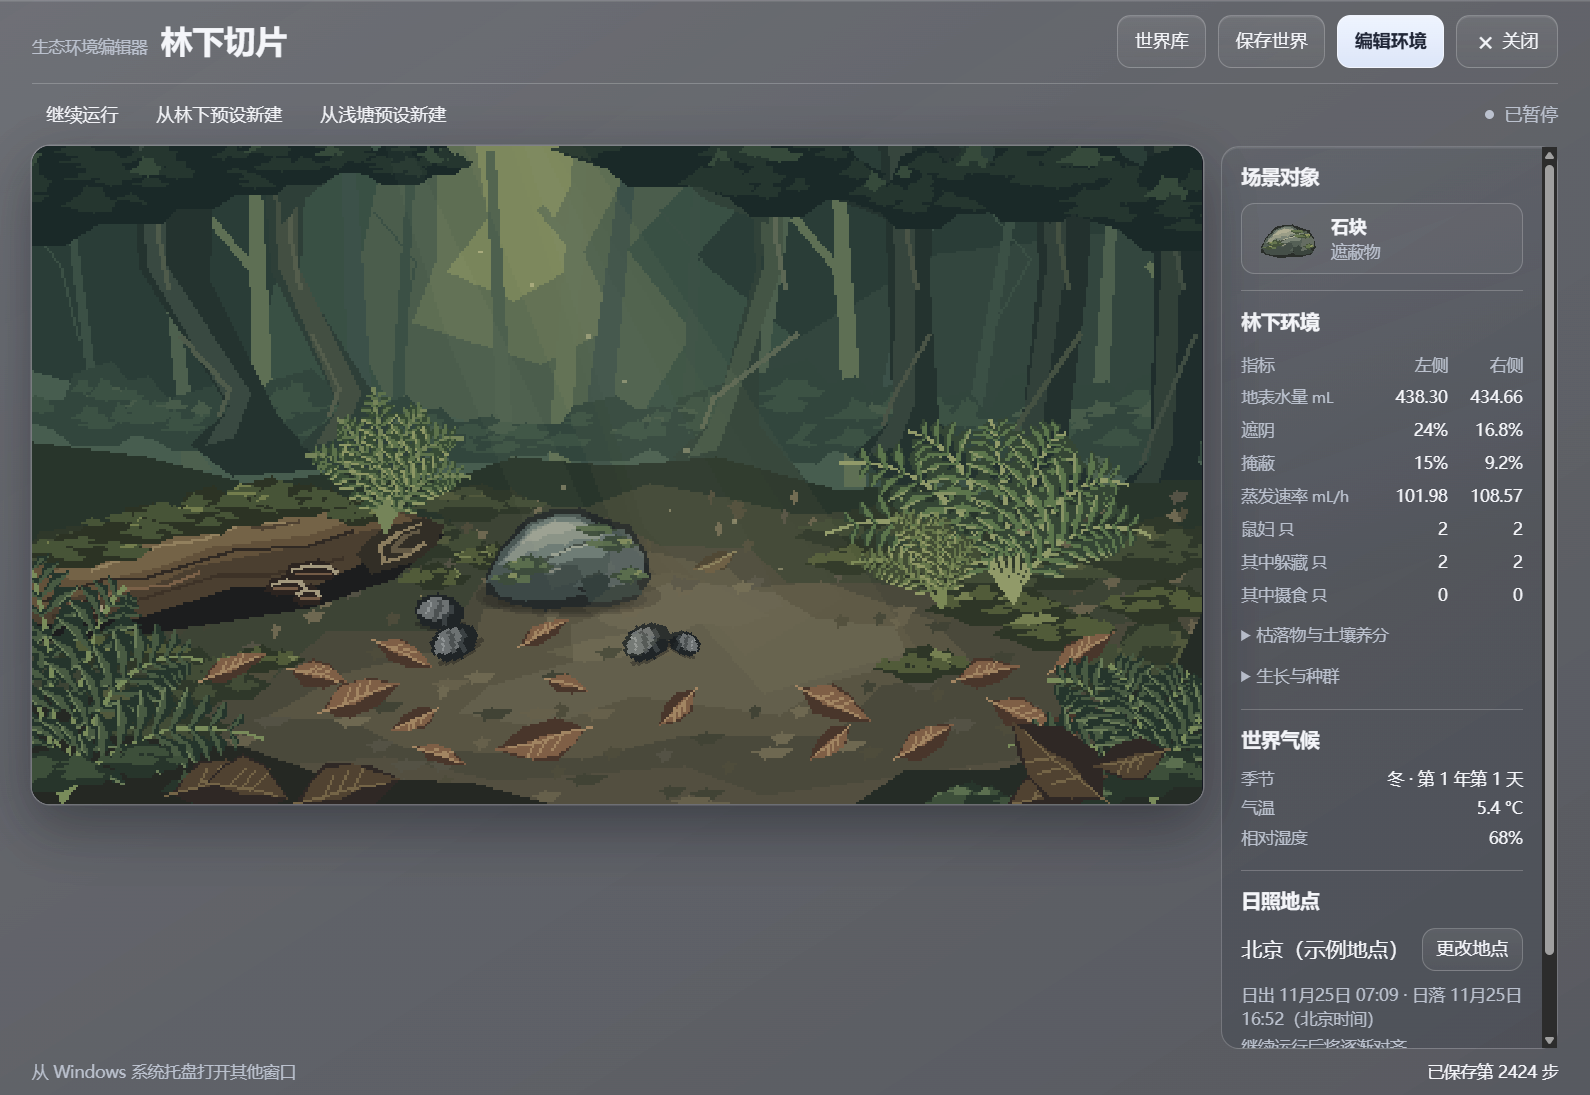 生态环境编辑器 林下切片
世界库 保存世界 编辑环境 × 关闭
继续运行 从林下预设新建 从浅塘预设新建
已暂停
场景对象
石块
遮蔽物
林下环境
指标 左侧 右侧
地表水量 mL 438.30 434.66
遮阴 24% 16.8%
掩蔽 15% 9.2%
蒸发速率 mL/h 101.98 108.57
鼠妇 只 2 2
其中躲藏 只 2 2
其中摄食 只 0 0
枯落物与土壤养分
生长与种群
世界气候
季节 冬 · 第 1 年第 1 天
气温 5.4 °C
相对湿度 68%
日照地点
北京（示例地点） 更改地点
日出 11月25日 07:09 · 日落 11月25日
16:52（北京时间）
继续运行后将逐渐对齐
从 Windows 系统托盘打开其他窗口
已保存第 2424 步